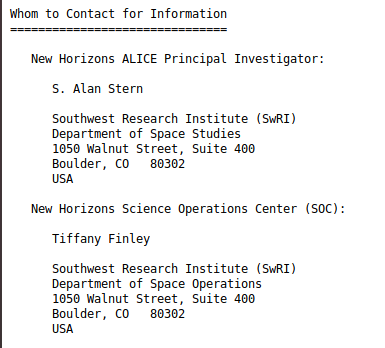 Whom to Contact for Information
===============================
New Horizons ALICE Principal Investigator:
S. Alan Stern
Southwest Research Institute (SwRI)
Department of Space Studies
1050 Walnut Street, Suite 400
Boulder, CO   80302
USA
New Horizons Science Operations Center (SOC):
Tiffany Finley
Southwest Research Institute (SwRI)
Department of Space Operations
1050 Walnut Street, Suite 400
Boulder, CO   80302
USA